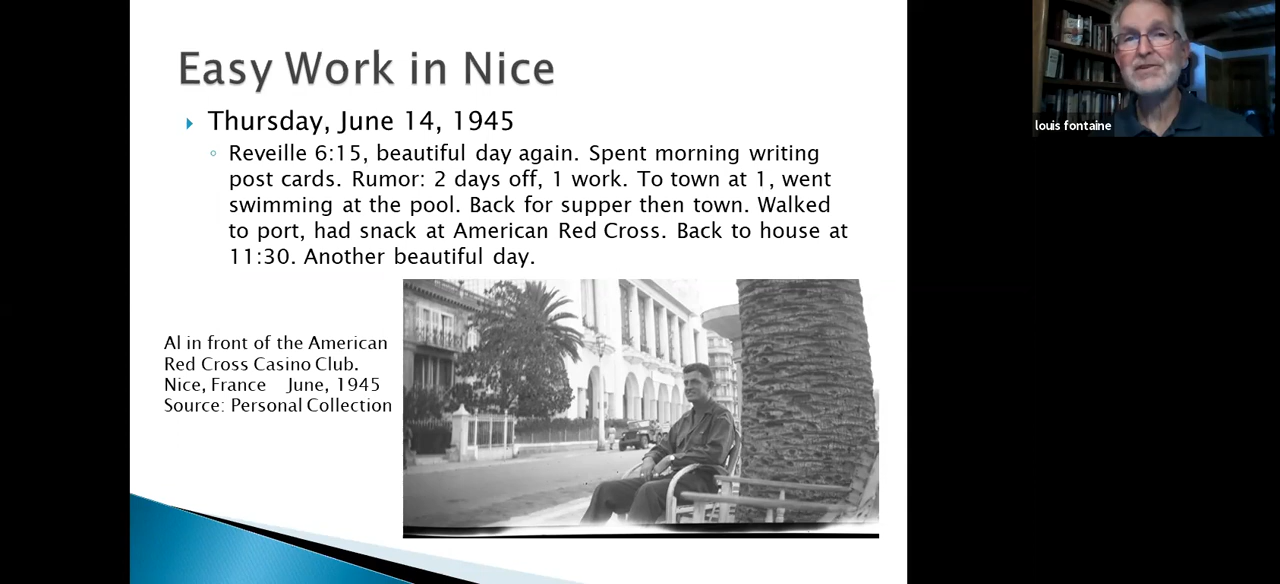 Easy Work in Nice
Thursday, June 14, 1945
Reveille 6:15, beautiful day again. Spent morning writing
post cards. Rumor: 2 days off, 1 work. To town at 1, went
swimming at the pool. Back for supper then town. Walked
to port, had snack at American Red Cross. Back to house at
11:30. Another beautiful day.
Al in front of the American
Red Cross Casino Club.
Nice, France June, 1945
Source: Personal Collection
louis fontaine